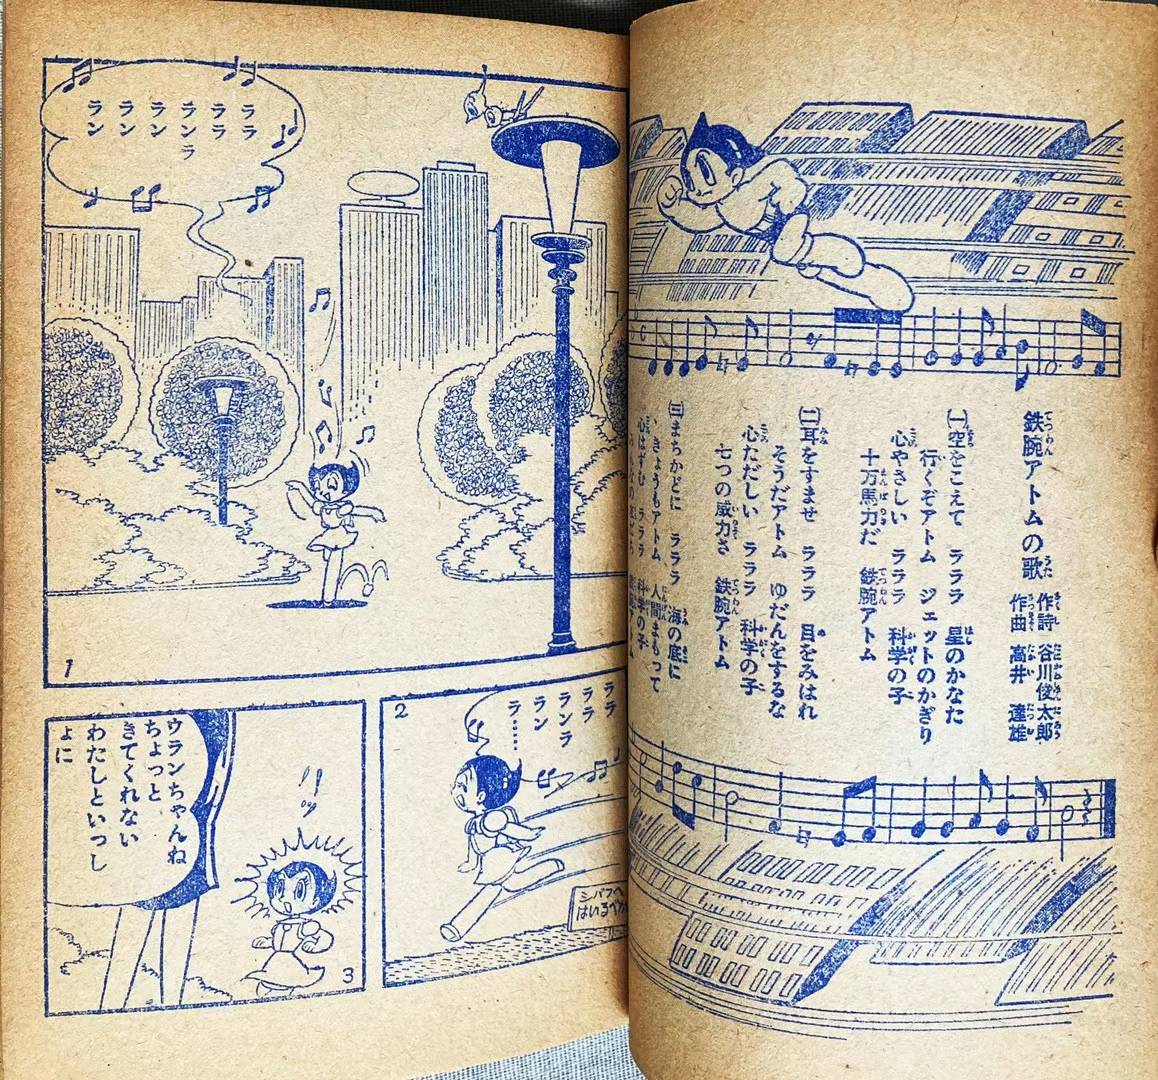 鉄腕アトムの歌
作詩　谷川俊太郎
作曲　高井　達雄
(一)空をこえて　ラララ　星のかなた
行くぞアトム　ジェットのかぎり
心やさしい　ラララ　科学の子
十万馬力だ　鉄腕アトム
(二)耳をすませ　ラララ　目をみはれ
そうだアトム　ゆだんをするな
心ただしい　ラララ　科学の子
七つの威力さ　鉄腕アトム
(三)まちかどに　ラララ　海の底に
きょうもアトム　人間まもって
心はずむ　ラララ　科学の子
ララ
ララ
ランラ
ラン
ラン
ラン
1
2
ララ
ランラ
ラン
ラ……
シバフへ
はいるべか
ウランちゃんね
ちょっと
きてくれない
わたしといっし
ょに
3